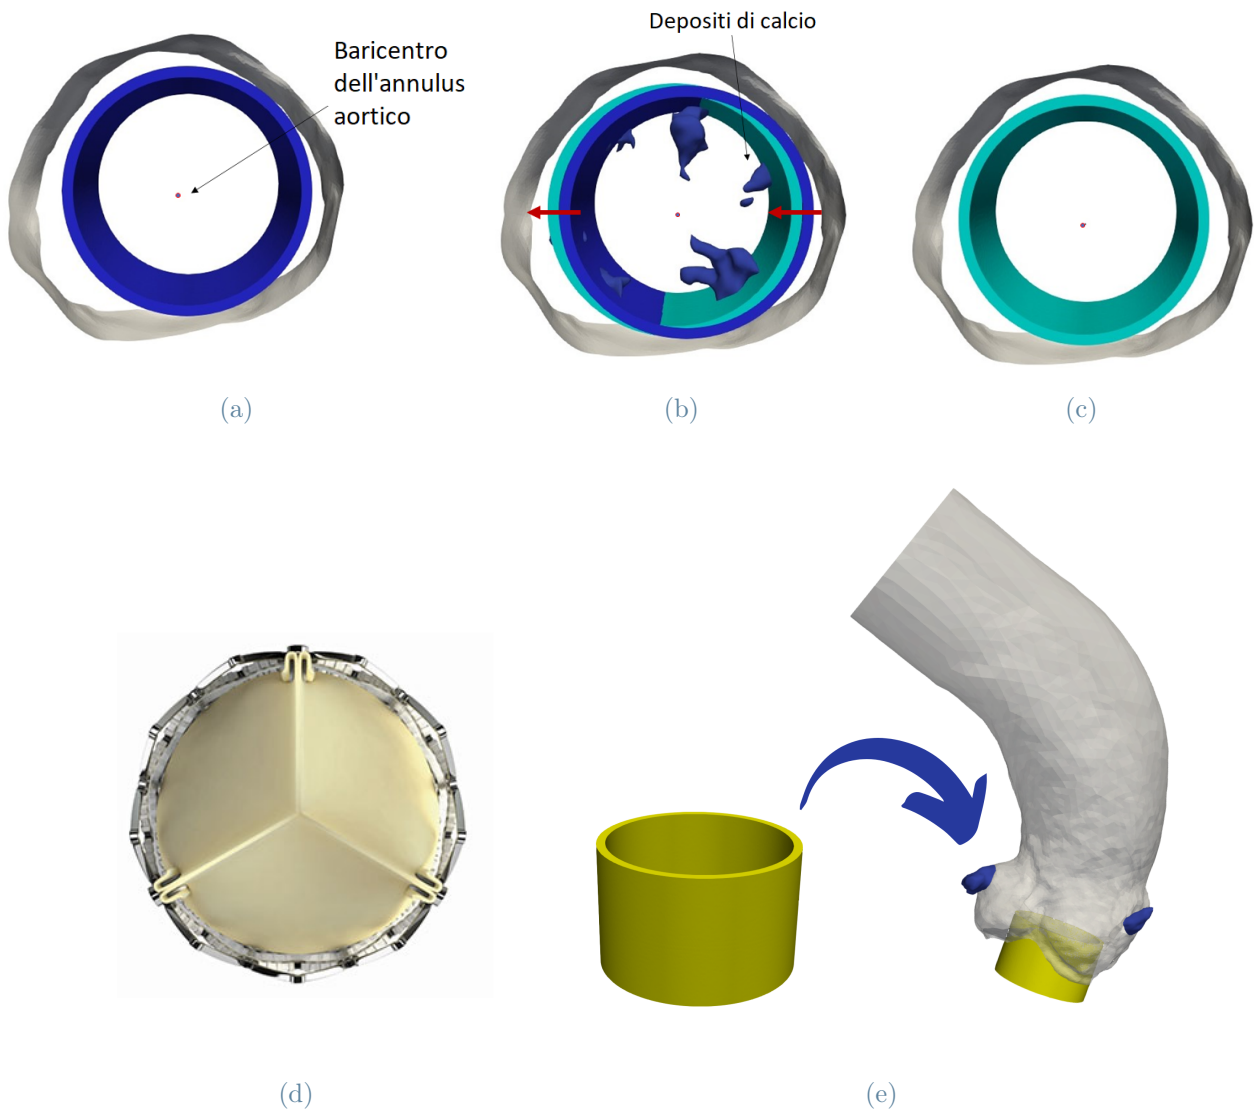 Depositi di calcio
Baricentro
dell'annulus
aortico
(a)
(b)
(c)
(d)
(e)